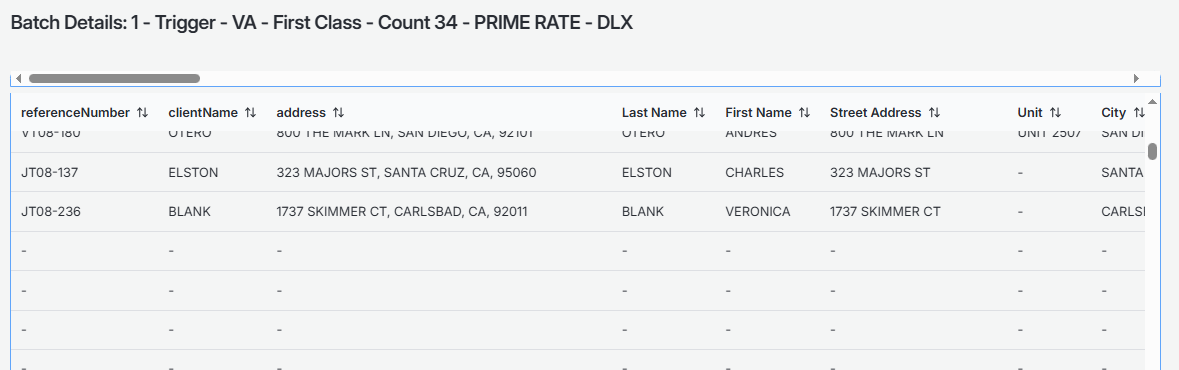 Batch Details: 1 - Trigger - VA - First Class - Count 34 - PRIME RATE - DLX
referenceNumber clientName address Last Name First Name Street Address Unit City
VT08-180 OTERO 800 THE MARK LN, SAN DIEGO, CA, 92101 OTERO ANDRES 800 THE MARK LN UNIT 2507 SAN DI
JT08-137 ELSTON 323 MAJORS ST, SANTA CRUZ, CA, 95060 ELSTON CHARLES 323 MAJORS ST - SANTA
JT08-236 BLANK 1737 SKIMMER CT, CARLSBAD, CA, 92011 BLANK VERONICA 1737 SKIMMER CT - CARLS
- - - - - - - -
- - - - - - - -
- - - - - - - -
- - - - - - - -